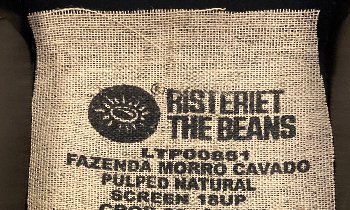 RISTERIET
THE BEANS
LTP00851
FAZENDA MORRO CAVADO
PULPED NATURAL
SCREEN 18UP